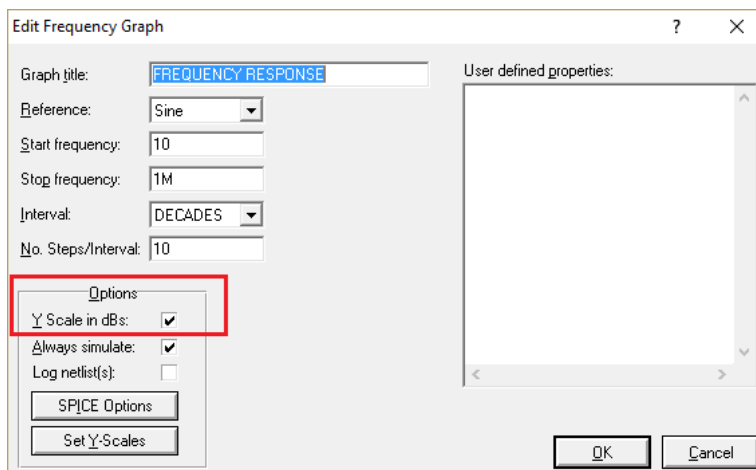 Edit Frequency Graph
? X
Graph title: FREQUENCY RESPONSE
Reference: Sine
Start frequency: 10
Stop frequency: 1M
Interval: DECADES
No. Steps/Interval: 10
Options
Y Scale in dBs:
Always simulate:
Log netlist(s):
SPICE Options
Set Y-Scales
User defined properties:
OK
Cancel